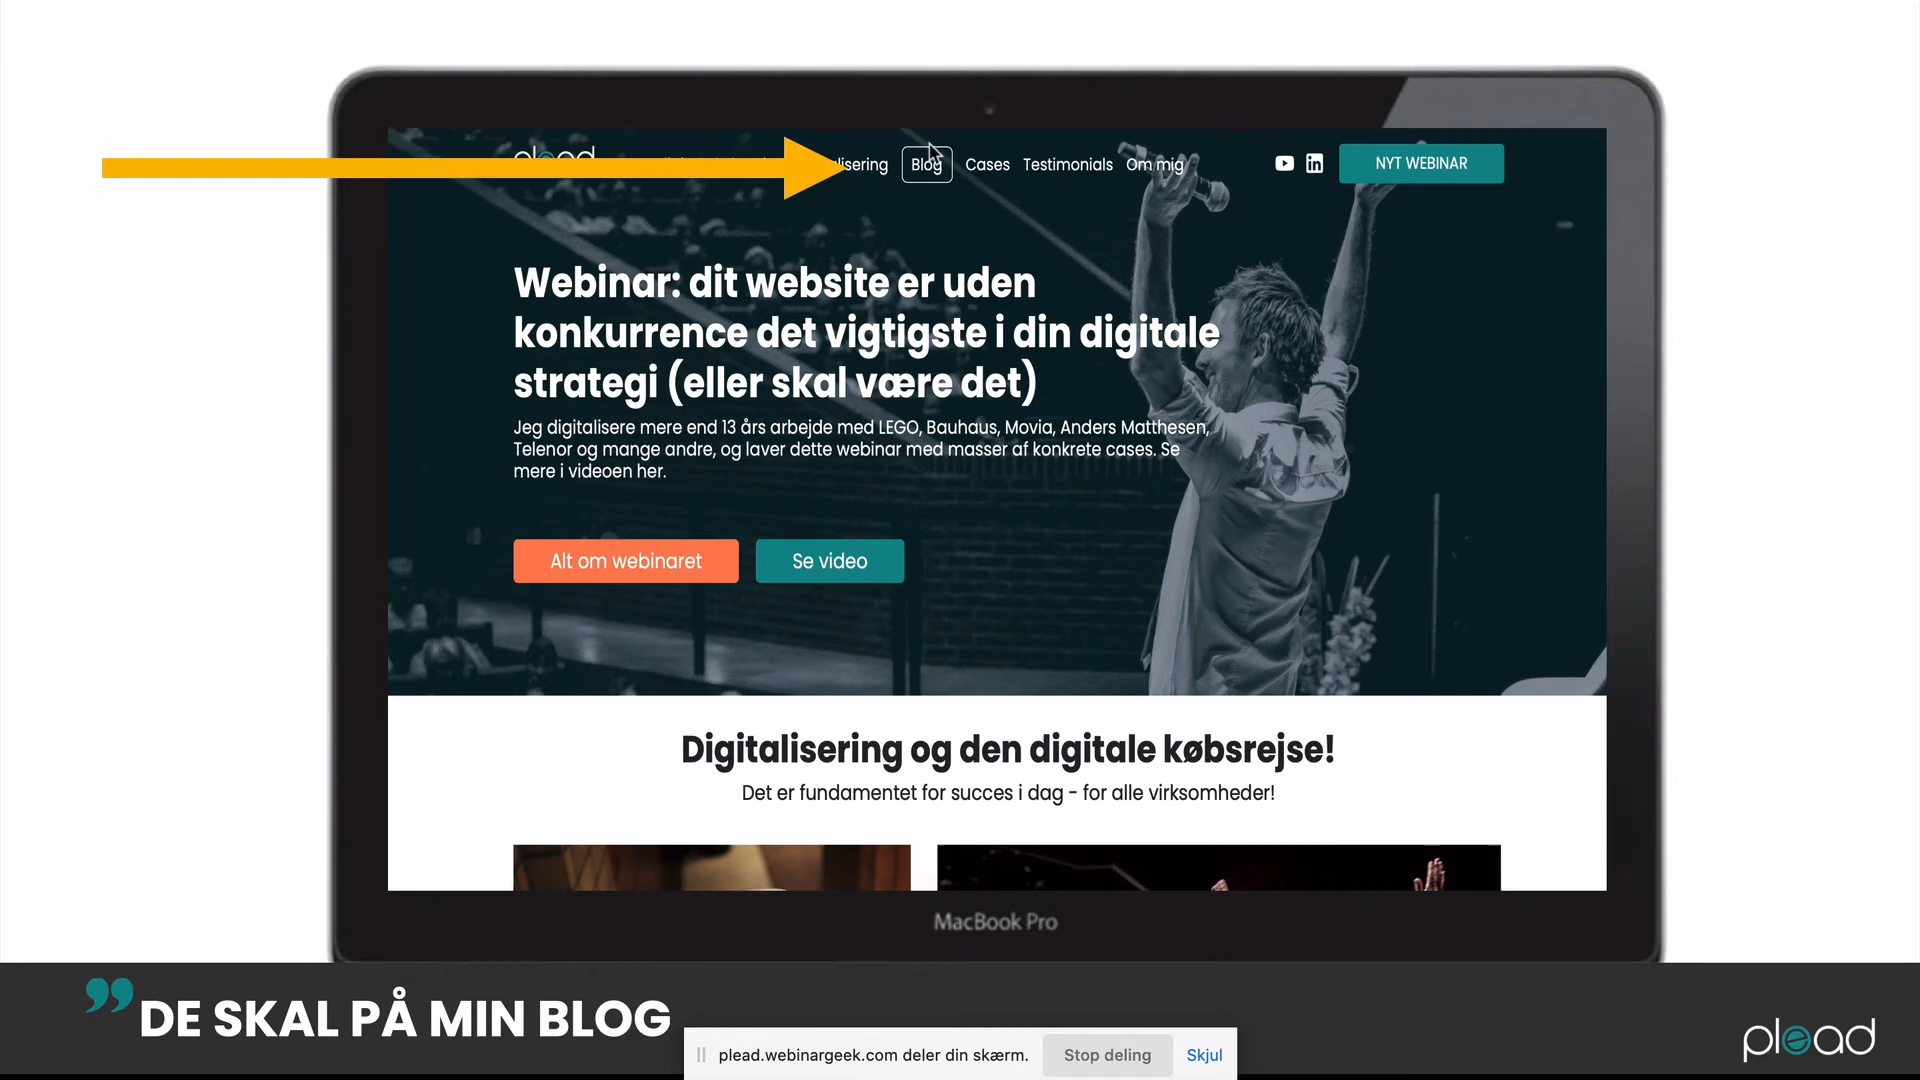 Blog Cases Testimonials Om mig NYT WEBINAR
Webinar: dit website er uden
konkurrence det vigtigste i din digitale
strategi (eller skal være det)
Jeg digitalisere mere end 13 års arbejde med LEGO, Bauhaus, Movia, Anders Matthesen,
Telenor og mange andre, og laver dette webinar med masser af konkrete cases. Se
mere i videoen her.
Alt om webinaret Se video
Digitalisering og den digitale købsrejse!
Det er fundamentet for succes i dag - for alle virksomheder!
MacBook Pro
” DE SKAL PÅ MIN BLOG
plead.webinargeek.com deler din skærm. Stop deling Skjul
plead